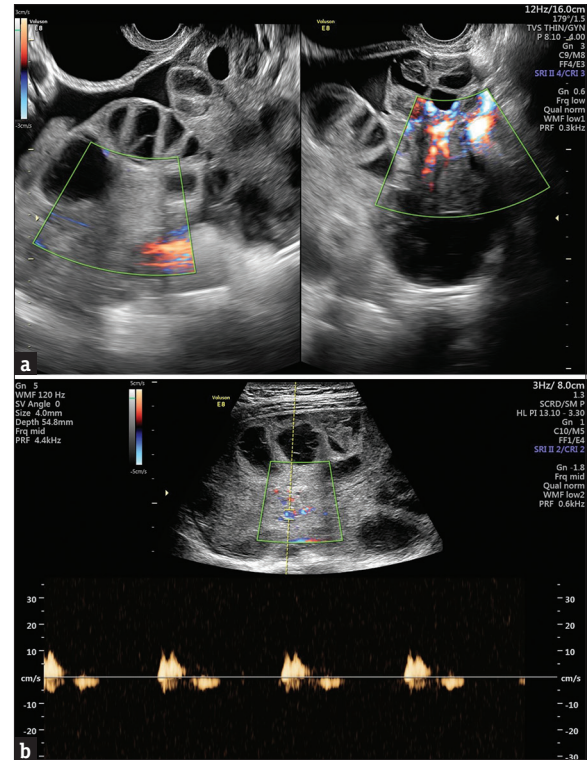 3cm/s
-3cm/s
Voluson
E8
Voluson
E8
12Hz/16.0cm
179°/1.5
TVS THIN/GYN
P 8.10 - 4.00
Gn 3
C9/M8
FF4/E3
SRI II 4/CRI 3
Gn 0.6
Frq low
Qual norm
WMF low1
PRF 0.3kHz
a
Gn 5
WMF 120 Hz
SV Angle 0
Size 4.0mm
Depth 54.8mm
Frq mid
PRF 4.4kHz
5cm/s
-5cm/s
Voluson
E8
3Hz/ 8.0cm
1.3
SCRD/SM P
HL PI 13.10 - 3.30
Gn 1
C10/M5
FF1/E4
SRI II 2/CRI 2
Gn -1.8
Frq mid
Qual norm
WMF low2
PRF 0.6kHz
30
20
10
cm/s
-10
-20
30
20
10
cm/s
-10
-20
-30
b